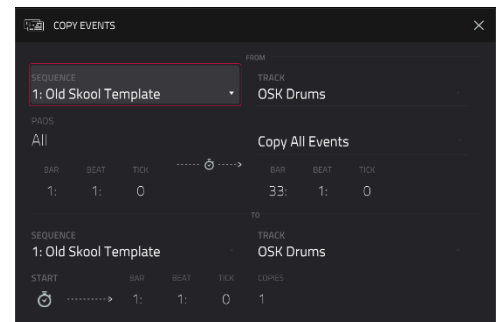 COPY EVENTS
FROM
SEQUENCE
1: Old Skool Template
TRACK
OSK Drums
PADS
All
Copy All Events
BAR BEAT TICK
1: 1: 0
BAR BEAT TICK
33: 1: 0
TO
SEQUENCE
1: Old Skool Template
TRACK
OSK Drums
START BAR BEAT TICK COPIES
1: 1: 0 1